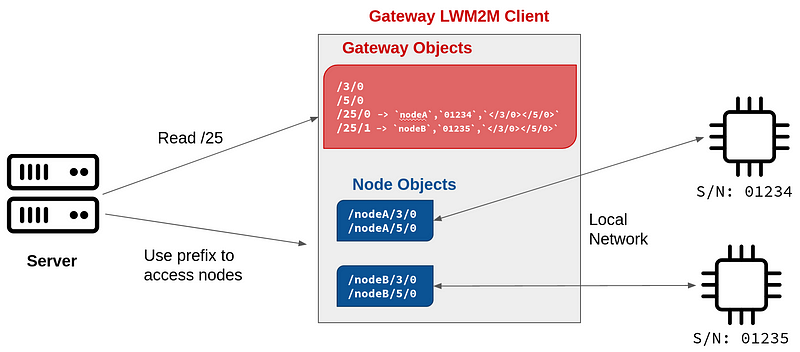 Gateway LWM2M Client
Gateway Objects
/3/0
/5/0
/25/0 -> `nodeA`,`01234`,`</3/0></5/0>`
/25/1 -> `nodeB`,`01235`,`</3/0></5/0>`
Read /25
Node Objects
/nodeA/3/0
/nodeA/5/0
S/N: 01234
Local
Network
Server
Use prefix to
access nodes
/nodeB/3/0
/nodeB/5/0
S/N: 01235